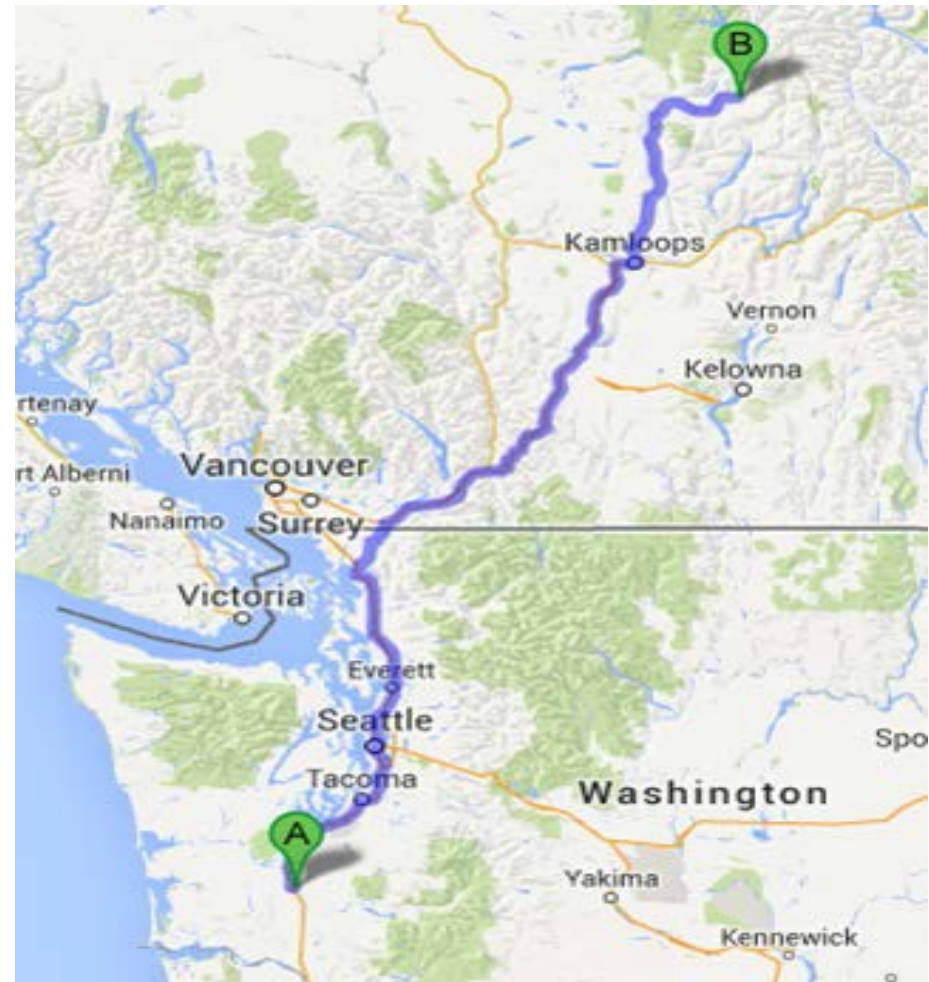 B
Kamloops
Vernon
Kelowna
rtenay
Vancouver
rt Alberni
Surrey
Nanaimo
Victoria
Everett
Seattle
Spo
Tacoma
Washington
A
Yakima
Kennewick